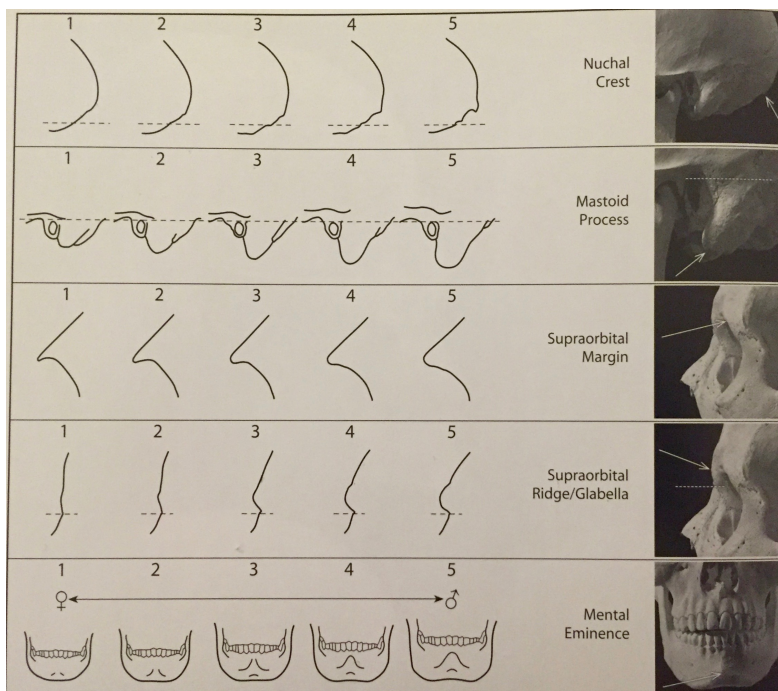 1 2 3 4 5
Nuchal
Crest
1 2 3 4 5
Mastoid
Process
1 2 3 4 5
Supraorbital
Margin
1 2 3 4 5
Supraorbital
Ridge/Glabella
1 2 3 4 5
♀ ♂
Mental
Eminence